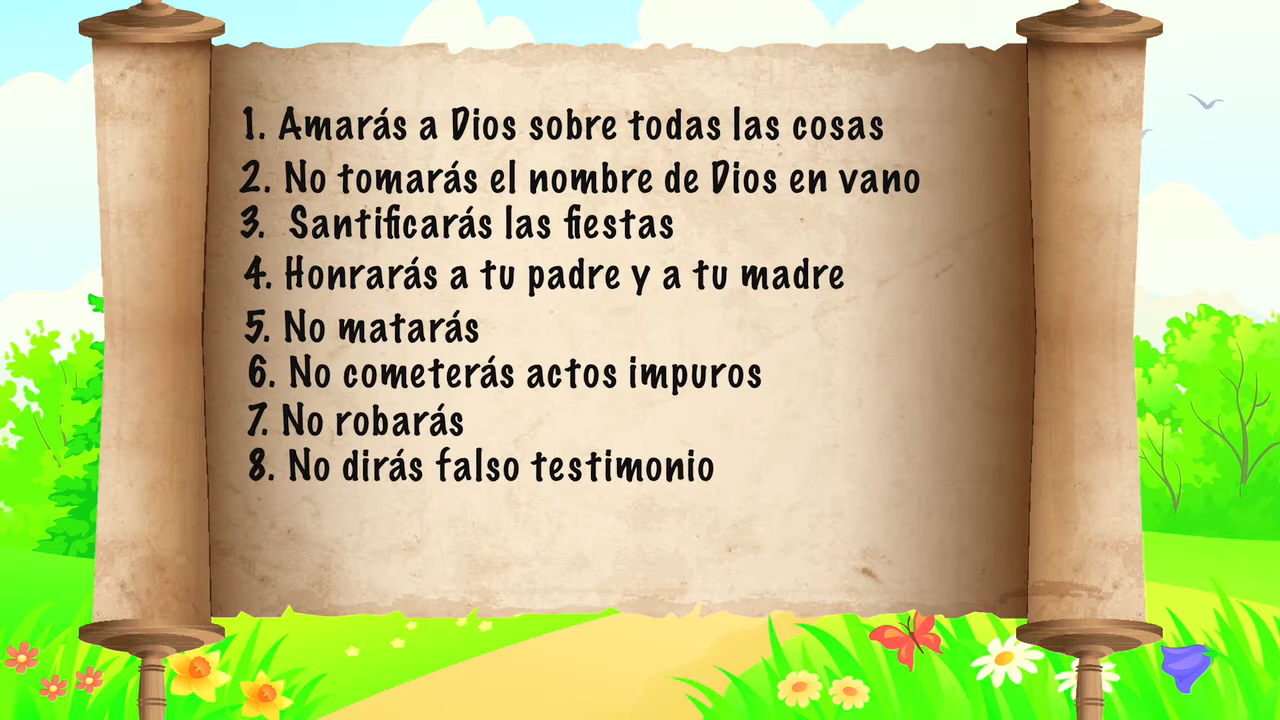 1. Amarás a Dios sobre todas las cosas
2. No tomarás el nombre de Dios en vano
3. Santificarás las fiestas
4. Honrarás a tu padre y a tu madre
5. No matarás
6. No cometerás actos impuros
7. No robarás
8. No dirás falso testimonio